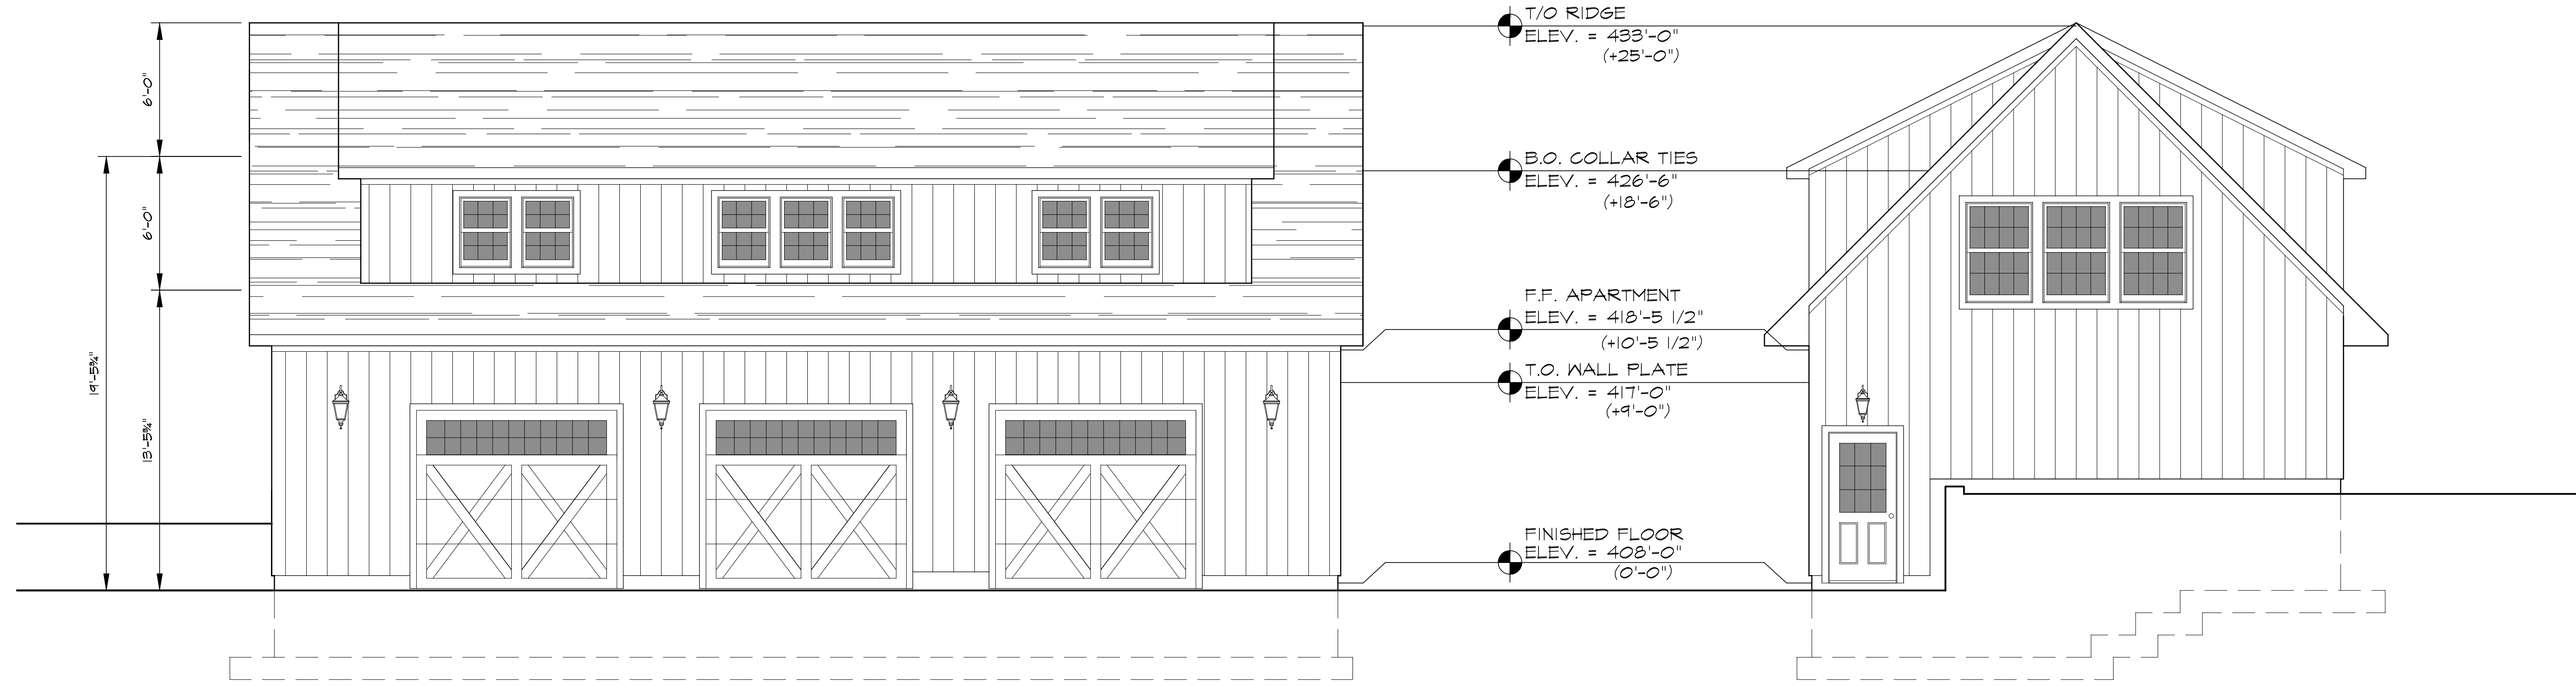 T/O RIDGE
ELEV. = 433'-0"
(+25'-0")
B.O. COLLAR TIES
ELEV. = 426'-6"
(+18'-6")
F.F. APARTMENT
ELEV. = 418'-5 1/2"
(+10'-5 1/2")
T.O. WALL PLATE
ELEV. = 417'-0"
(+9'-0")
FINISHED FLOOR
ELEV. = 408'-0"
(0'-0")
6'-0"
6'-0"
19'-5¾"
13'-5¾"